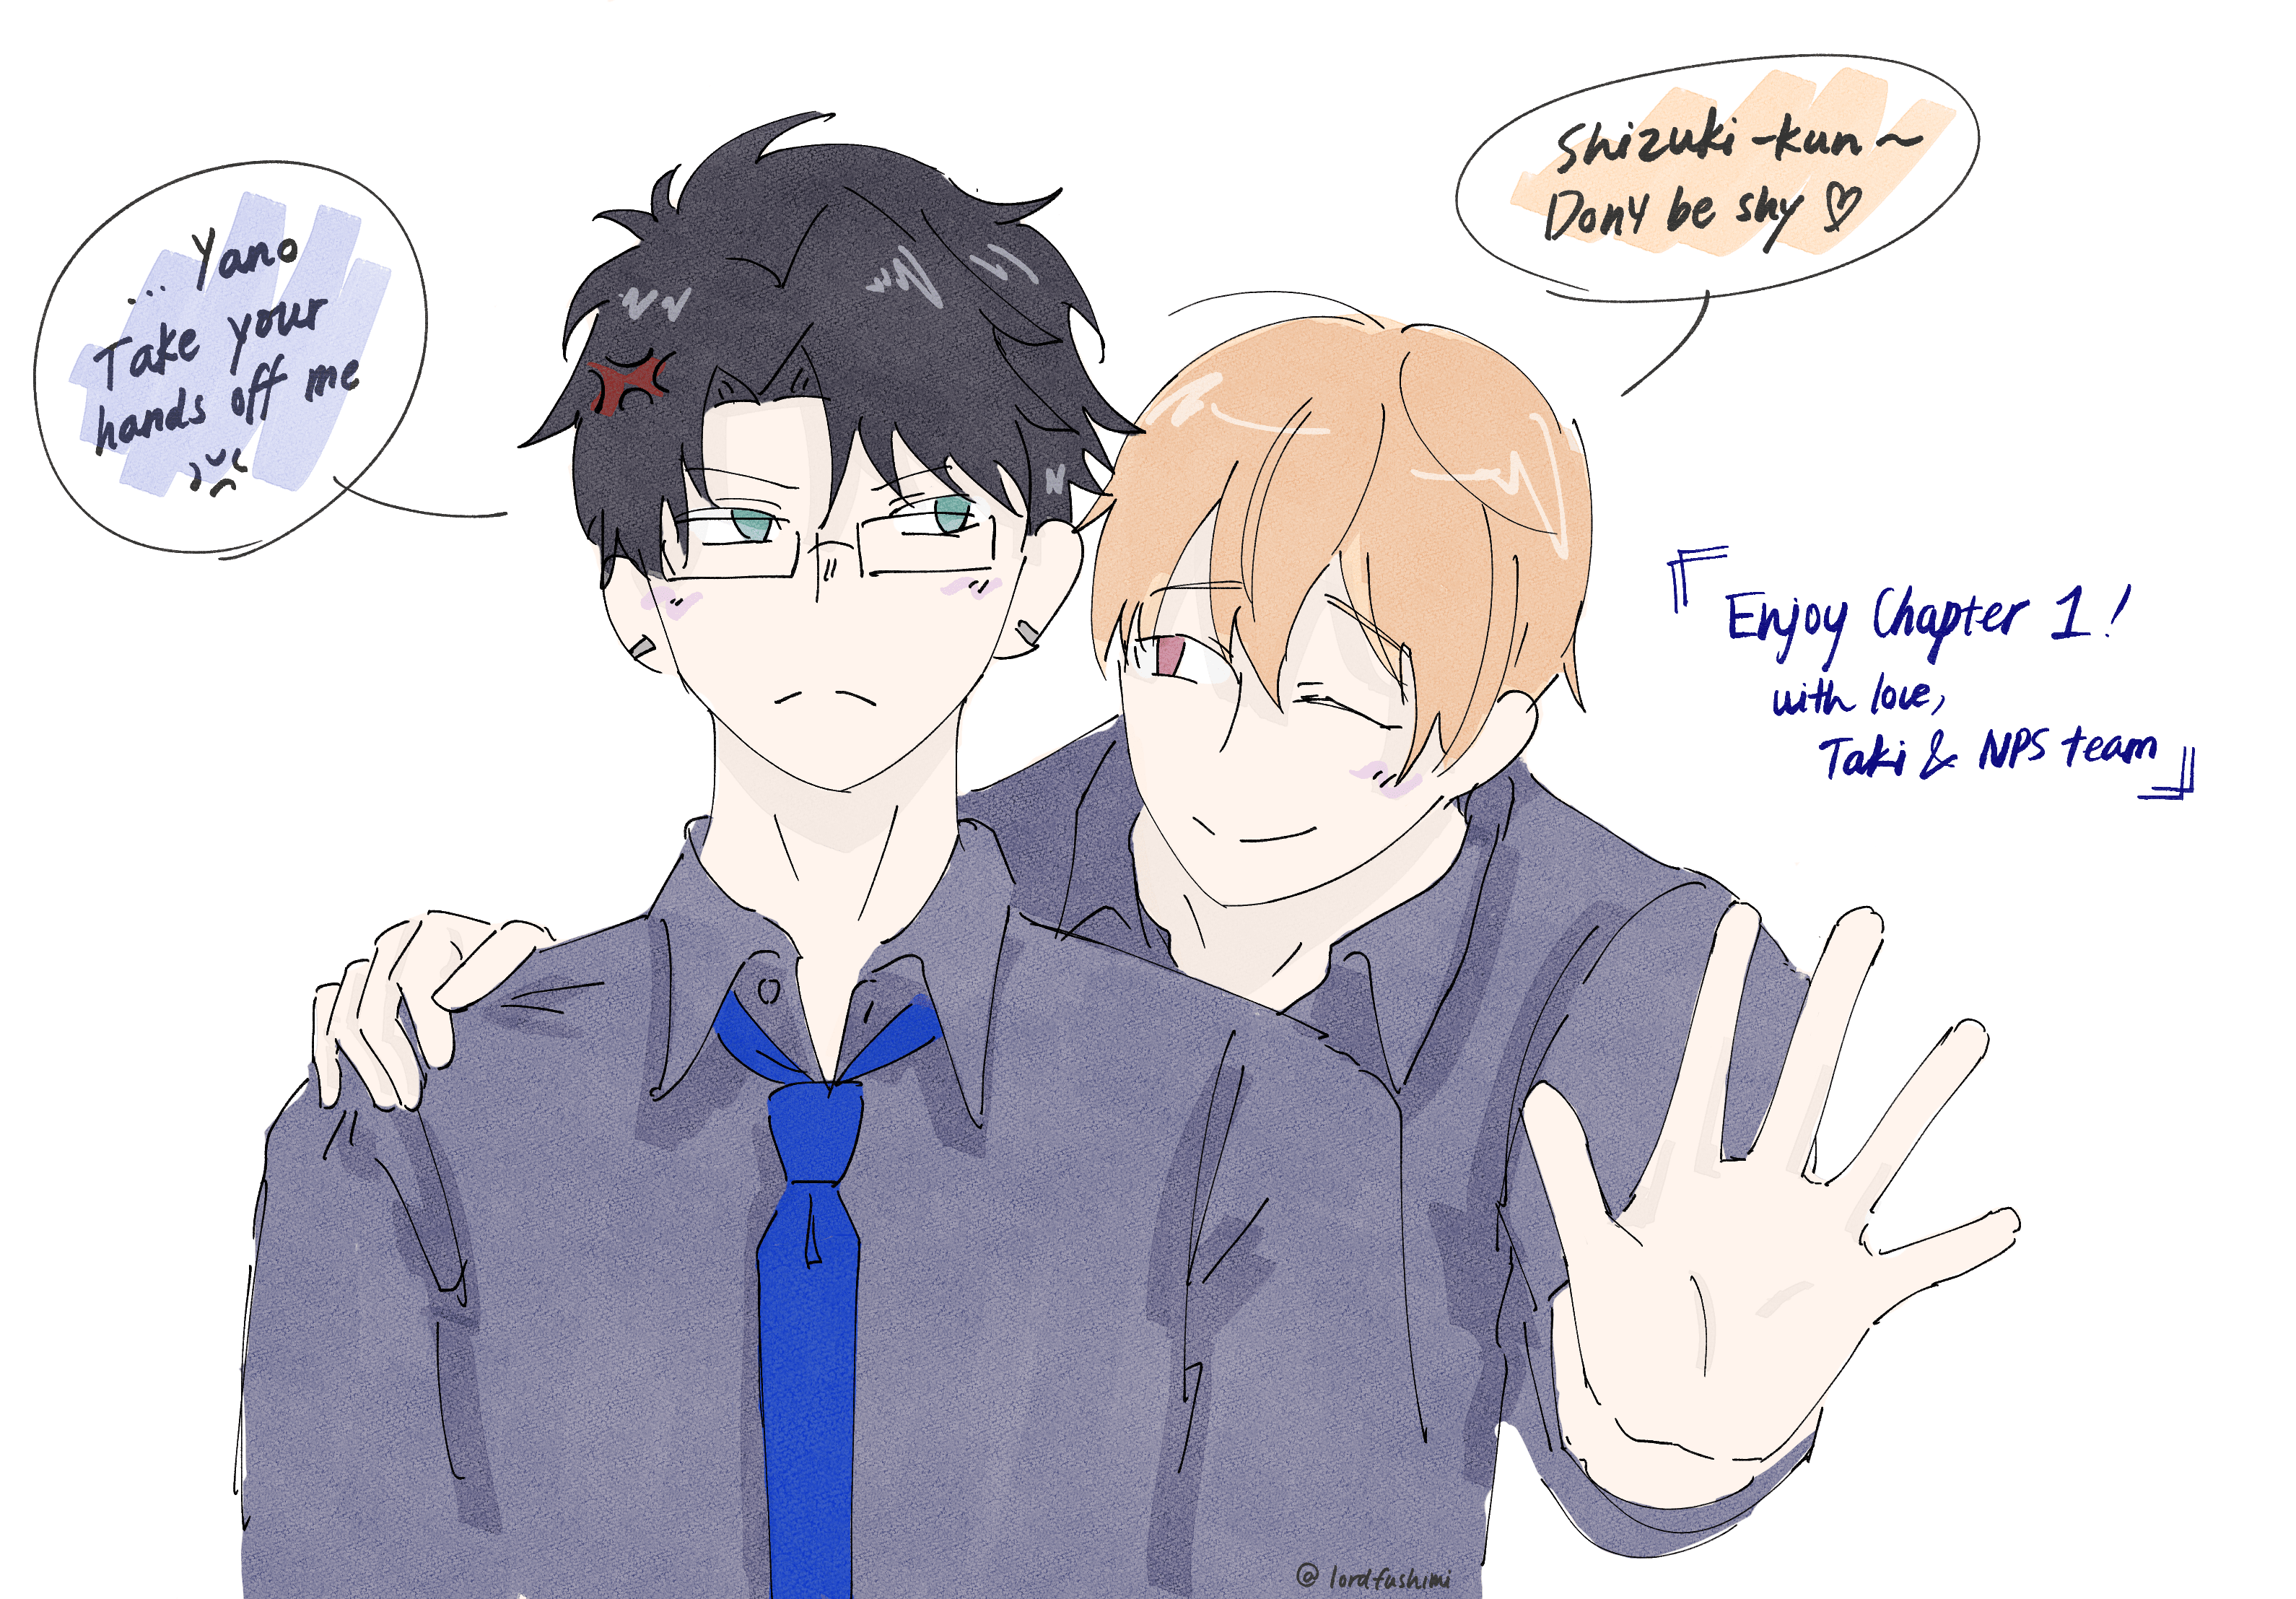 ... Yano
Take your
hands off me
Shizuki-kun~
Don't be shy ♡
『Enjoy Chapter 1!
with love,
Taki & NPS team』
@lordfushimi